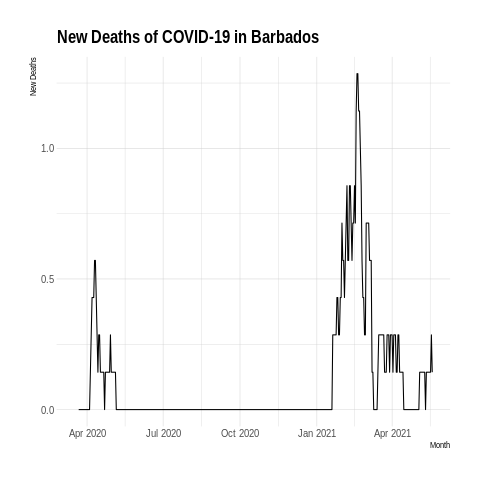 New Deaths of COVID-19 in Barbados
New Deaths
1.0
0.5
0.0
Apr 2020 Jul 2020 Oct 2020 Jan 2021 Apr 2021
Month